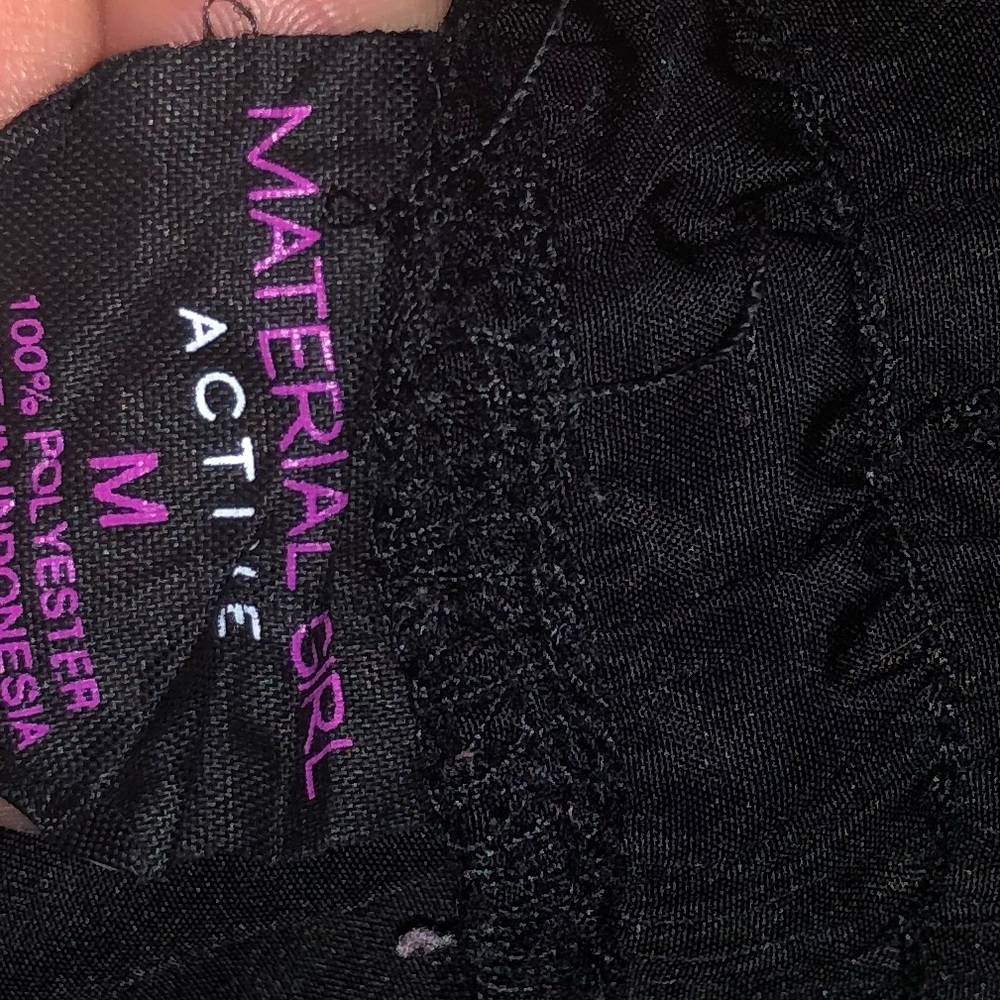 MATERIAL GIRL
ACTIVE
M
100% POLYESTER
INDONESIA